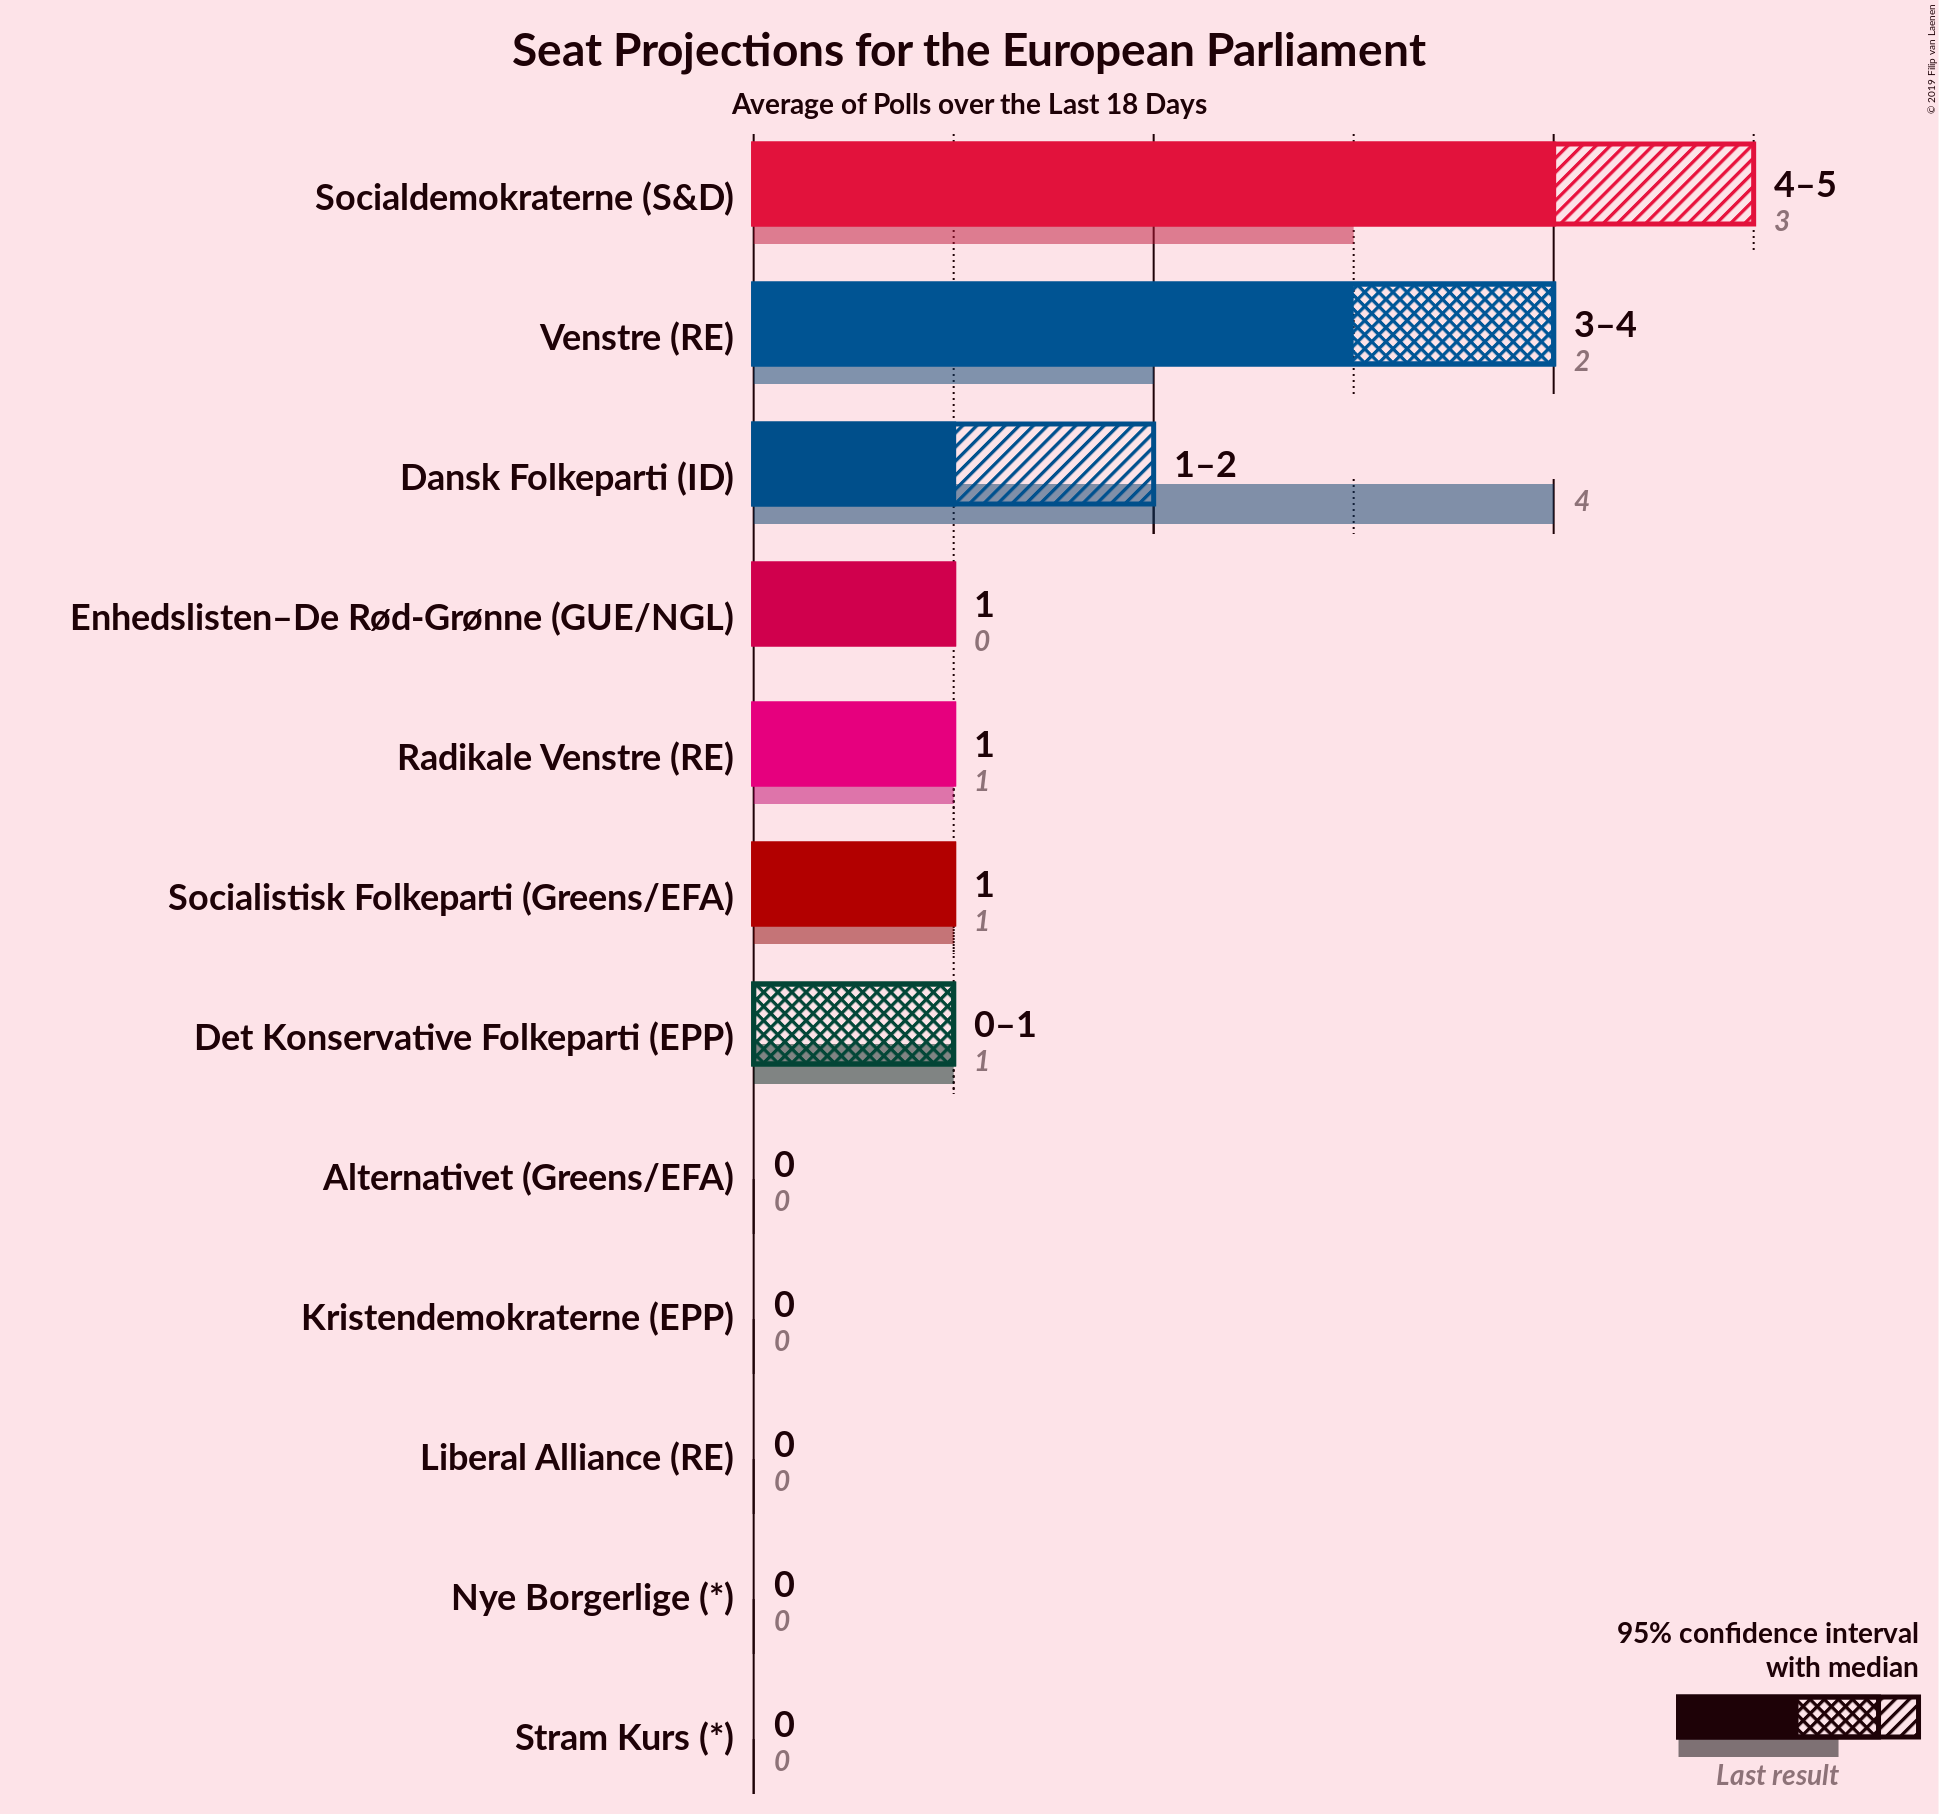 Seat Projections for the European Parliament
Average of Polls over the Last 18 Days
© 2019 Filip van Laenen
Socialdemokraterne (S&D)
4–5
3
Venstre (RE)
3–4
2
Dansk Folkeparti (ID)
1–2
4
Enhedslisten–De Rød-Grønne (GUE/NGL)
1
0
Radikale Venstre (RE)
1
1
Socialistisk Folkeparti (Greens/EFA)
1
1
Det Konservative Folkeparti (EPP)
0–1
1
Alternativet (Greens/EFA)
0
0
Kristendemokraterne (EPP)
0
0
Liberal Alliance (RE)
0
0
Nye Borgerlige (*)
0
0
Stram Kurs (*)
0
0
95% confidence interval
with median
Last result